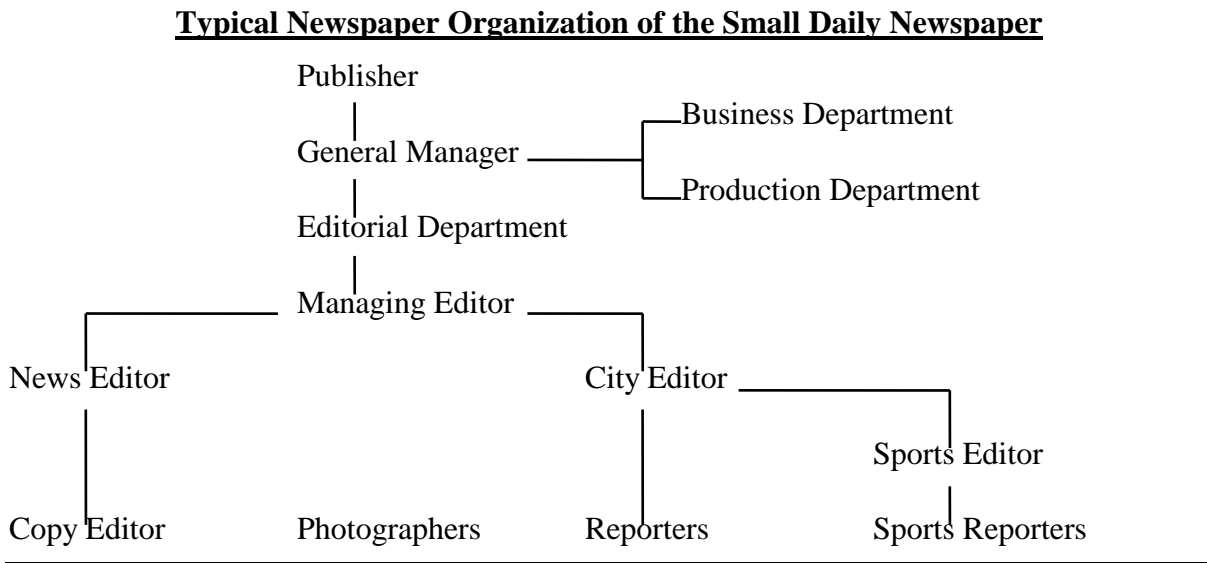 Typical Newspaper Organization of the Small Daily Newspaper
Publisher
Business Department
General Manager
Production Department
Editorial Department
Managing Editor
News Editor City Editor
Sports Editor
Copy Editor Photographers Reporters Sports Reporters